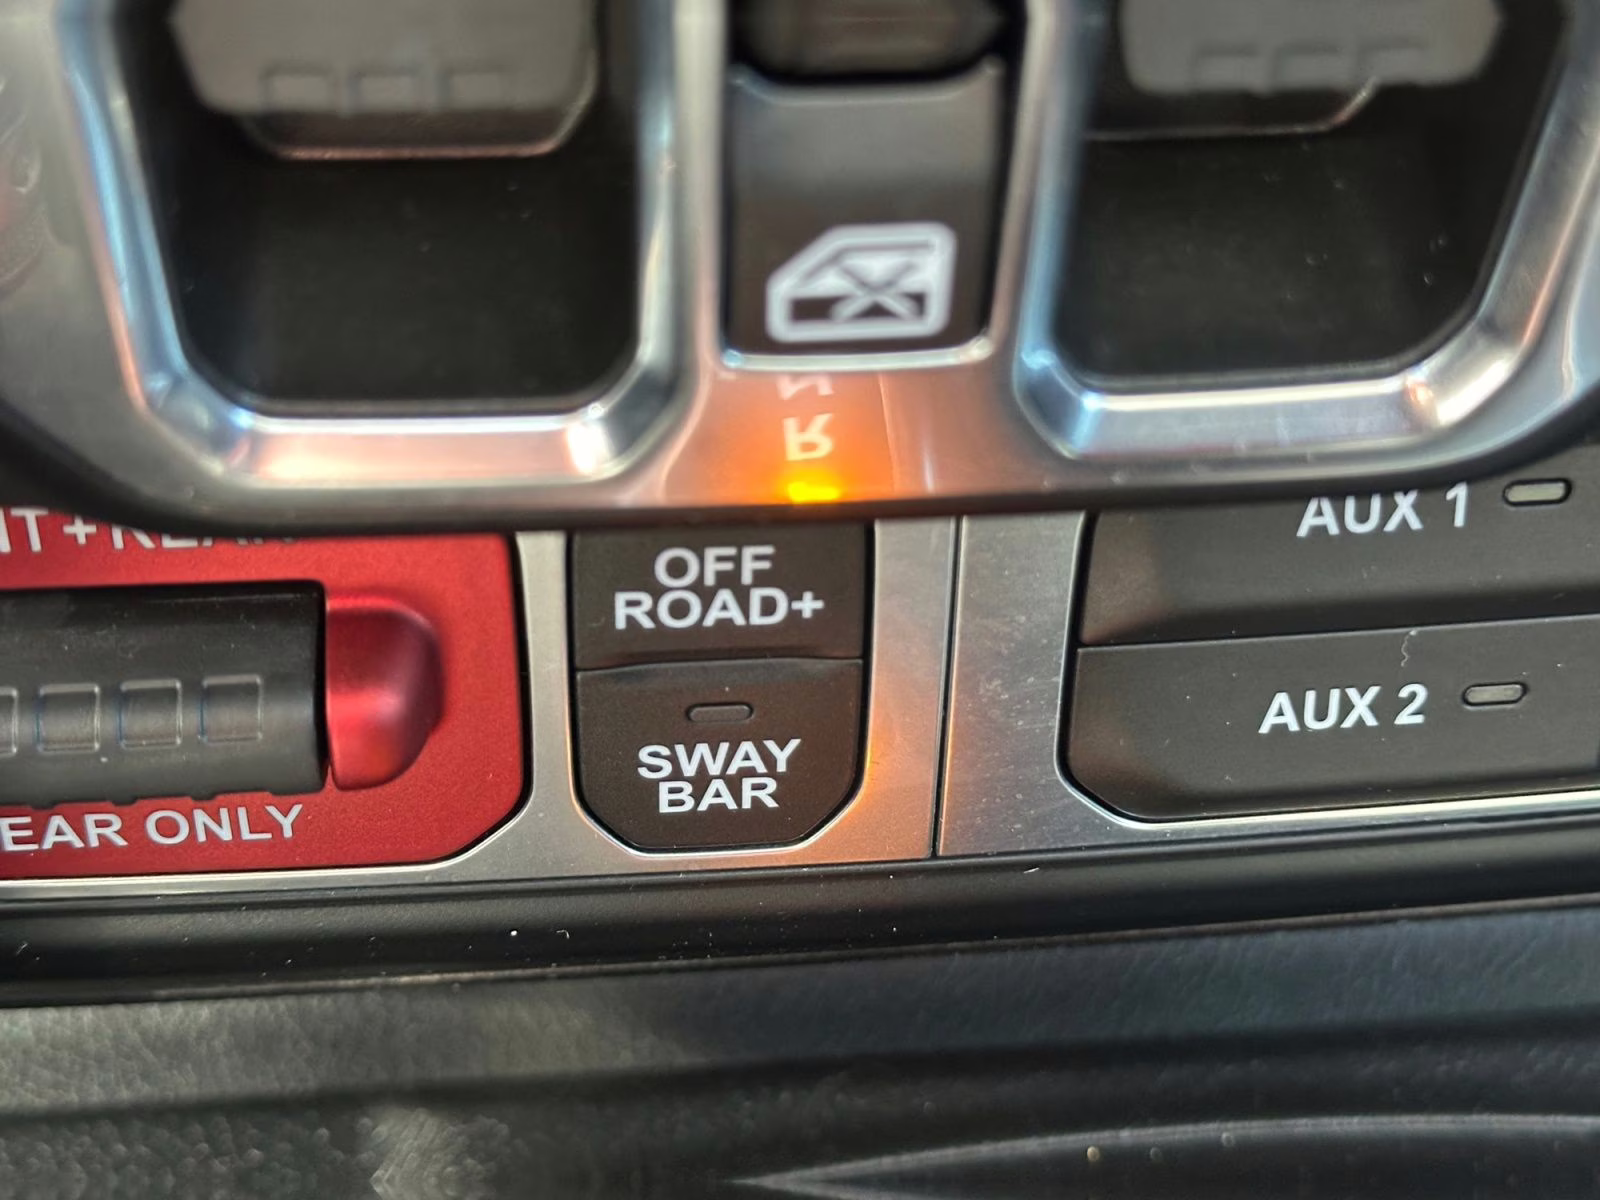 R
AUX 1
OFF
ROAD+
AUX 2
SWAY
BAR
EAR ONLY